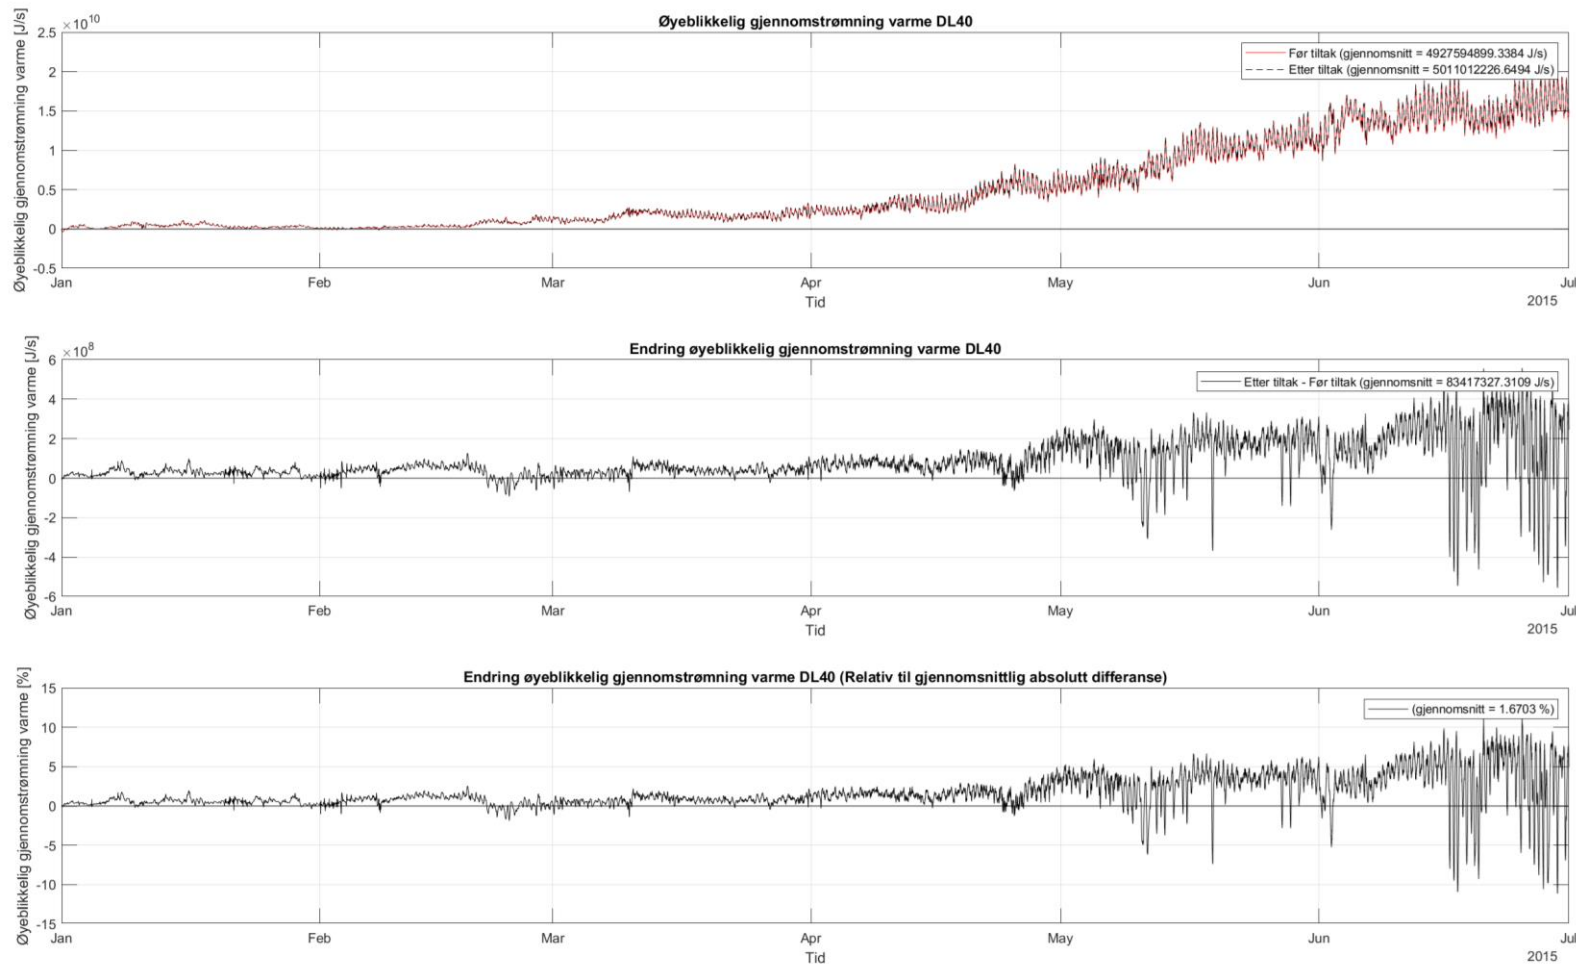 Øyeblikkelig gjennomstrømning varme DL40
×10^10
Øyeblikkelig gjennomstrømning varme [J/s]
2.5
2
1.5
1
0.5
0
-0.5
Før tiltak (gjennomsnitt = 4927594899.3384 J/s)
Etter tiltak (gjennomsnitt = 5011012226.6494 J/s)
Jan Feb Mar Apr May Jun Jul
Tid
2015
Endring øyeblikkelig gjennomstrømning varme DL40
×10^8
Øyeblikkelig gjennomstrømning varme [J/s]
6
4
2
0
-2
-4
-6
Etter tiltak - Før tiltak (gjennomsnitt = 83417327.3109 J/s)
Jan Feb Mar Apr May Jun Jul
Tid
2015
Endring øyeblikkelig gjennomstrømning varme DL40 (Relativ til gjennomsnittlig absolutt differanse)
Øyeblikkelig gjennomstrømning varme [%]
15
10
5
0
-5
-10
-15
(gjennomsnitt = 1.6703 %)
Jan Feb Mar Apr May Jun Jul
Tid
2015